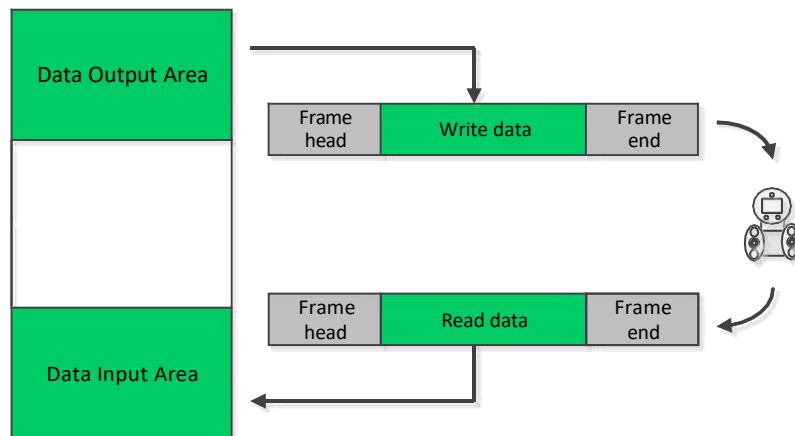 Data Output Area
Frame
head
Write data
Frame
end
Frame
head
Read data
Frame
end
Data Input Area